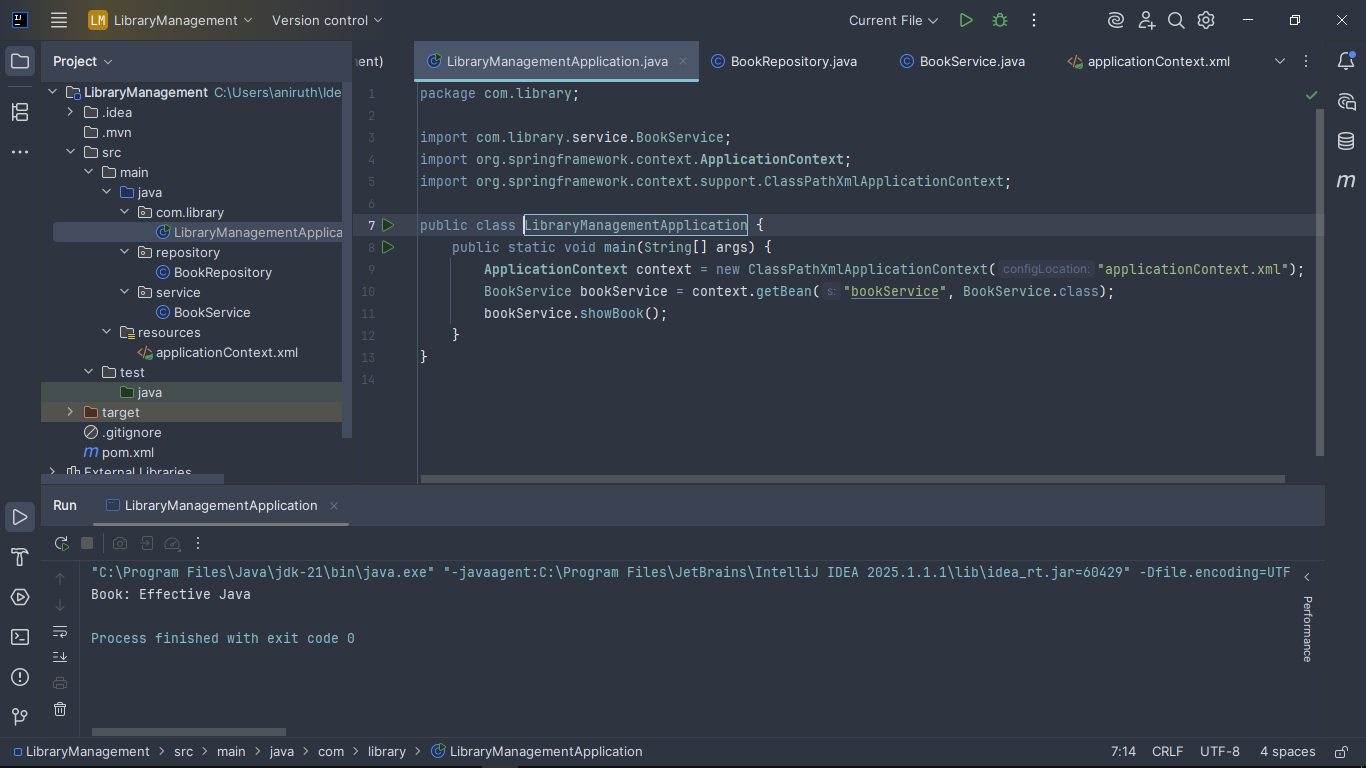 LM LibraryManagement Version control Current File
Project
ent) LibraryManagementApplication.java BookRepository.java BookService.java applicationContext.xml
LibraryManagement C:\Users\aniruth\Ide
.idea
.mvn
src
main
java
com.library
LibraryManagementApplica
repository
BookRepository
service
BookService
resources
applicationContext.xml
test
java
target
.gitignore
pom.xml
External Libraries
1 package com.library;
2
3 import com.library.service.BookService;
4 import org.springframework.context.ApplicationContext;
5 import org.springframework.context.support.ClassPathXmlApplicationContext;
6
7 public class LibraryManagementApplication {
8 public static void main(String[] args) {
9 ApplicationContext context = new ClassPathXmlApplicationContext( configLocation: "applicationContext.xml");
10 BookService bookService = context.getBean( s: "bookService", BookService.class);
11 bookService.showBook();
12 }
13 }
14
Run LibraryManagementApplication
"C:\Program Files\Java\jdk-21\bin\java.exe" "-javaagent:C:\Program Files\JetBrains\IntelliJ IDEA 2025.1.1.1\lib\idea_rt.jar=60429" -Dfile.encoding=UTF
Book: Effective Java
Process finished with exit code 0
Performance
LibraryManagement > src > main > java > com > library > LibraryManagementApplication 7:14 CRLF UTF-8 4 spaces